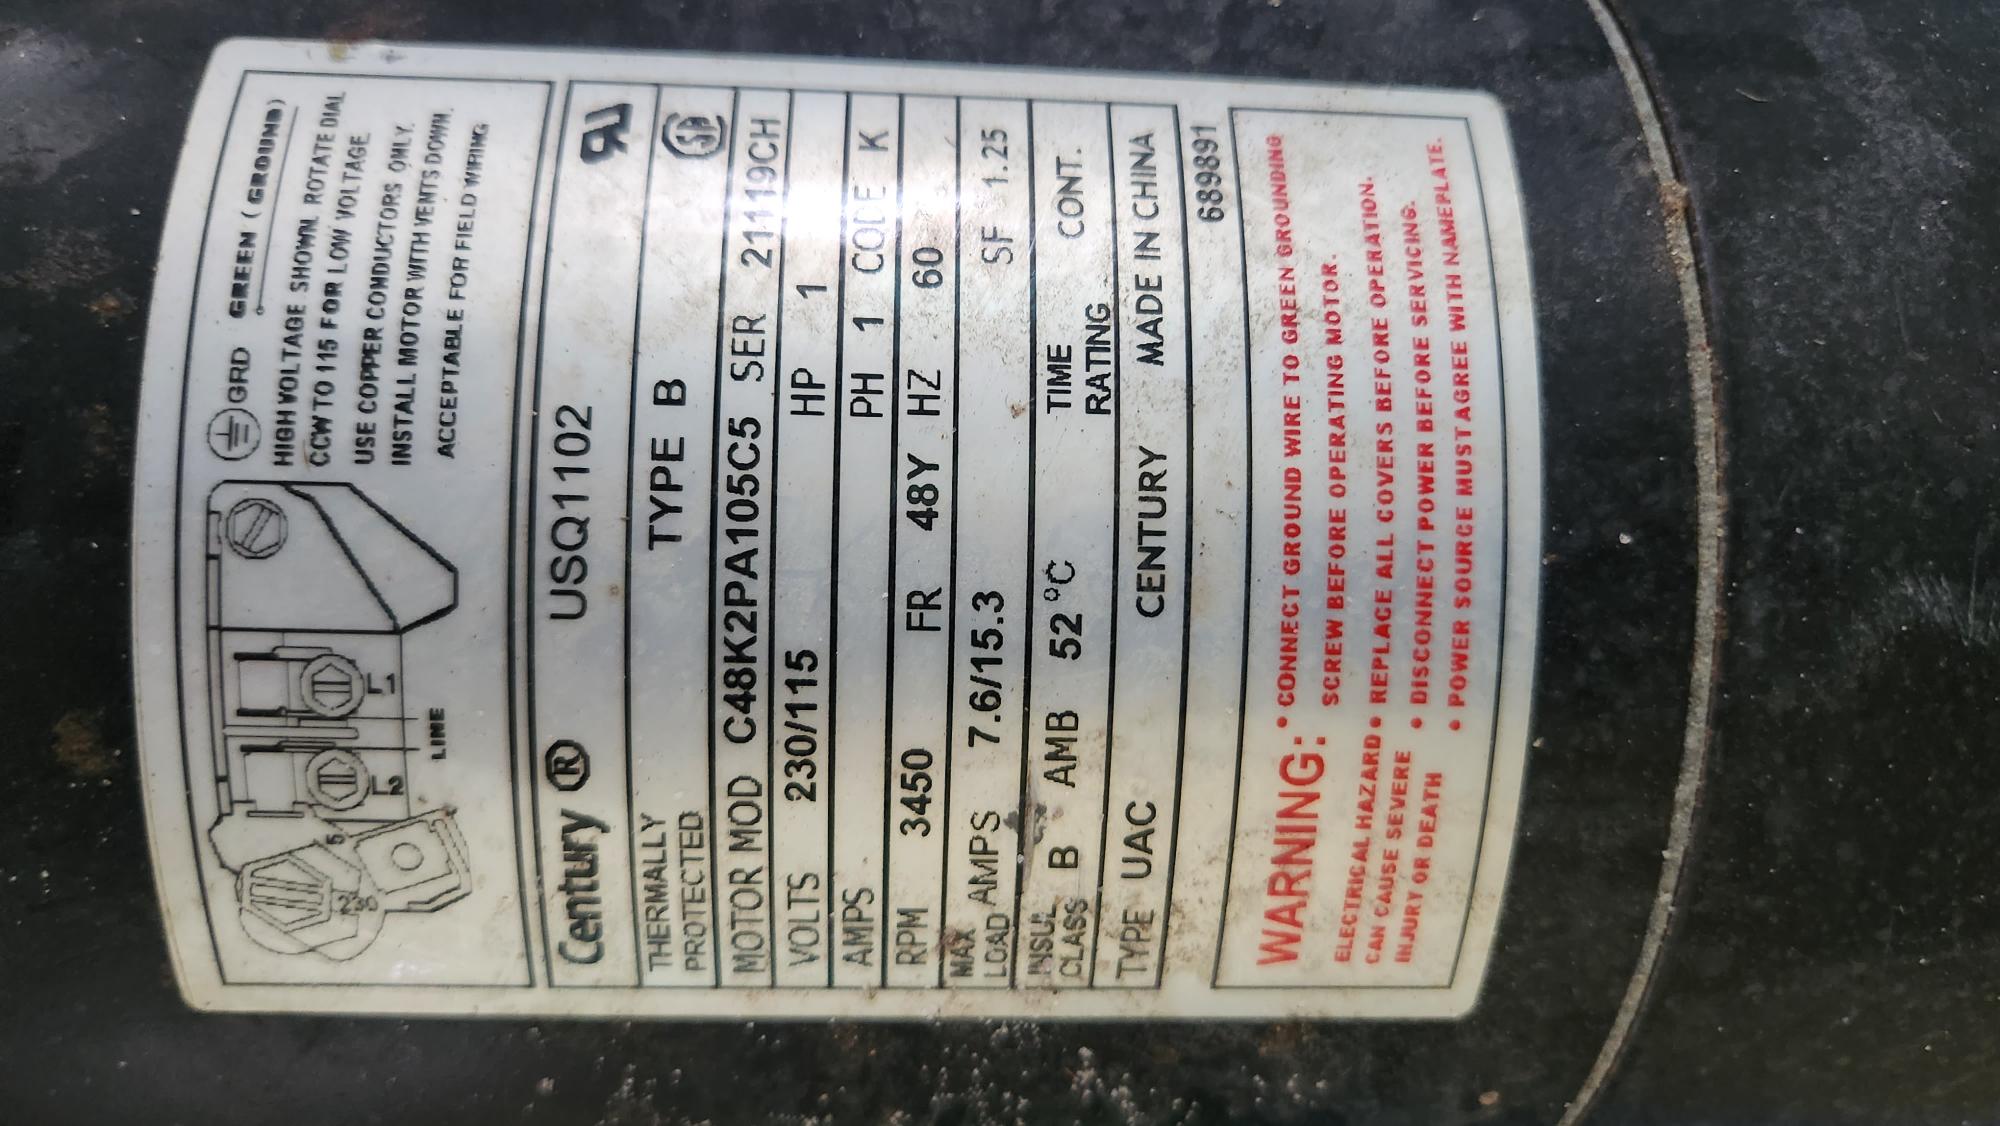 GRD GREEN (GROUND)
HIGH VOLTAGE SHOWN. ROTATE DIAL
CCW TO 115 FOR LOW VOLTAGE
USE COPPER CONDUCTORS ONLY.
INSTALL MOTOR WITH VENTS DOWN.
ACCEPTABLE FOR FIELD WIRING
L2 L1
LINE
Century ® USQ1102
THERMALLY
PROTECTED TYPE B
MOTOR MOD C48K2PA105C5 SER 21119CH
VOLTS 230/115 HP 1
AMPS PH 1 CODE K
RPM 3450 FR 48Y HZ 60
MAX
LOAD AMPS 7.6/15.3 SF 1.25
INSUL
CLASS B AMB 52°C TIME
RATING CONT.
TYPE UAC CENTURY MADE IN CHINA
689891
WARNING:
ELECTRICAL HAZARD
CAN CAUSE SEVERE
INJURY OR DEATH
• CONNECT GROUND WIRE TO GREEN GROUNDING
SCREW BEFORE OPERATING MOTOR.
• REPLACE ALL COVERS BEFORE OPERATION.
• DISCONNECT POWER BEFORE SERVICING.
• POWER SOURCE MUST AGREE WITH NAMEPLATE.